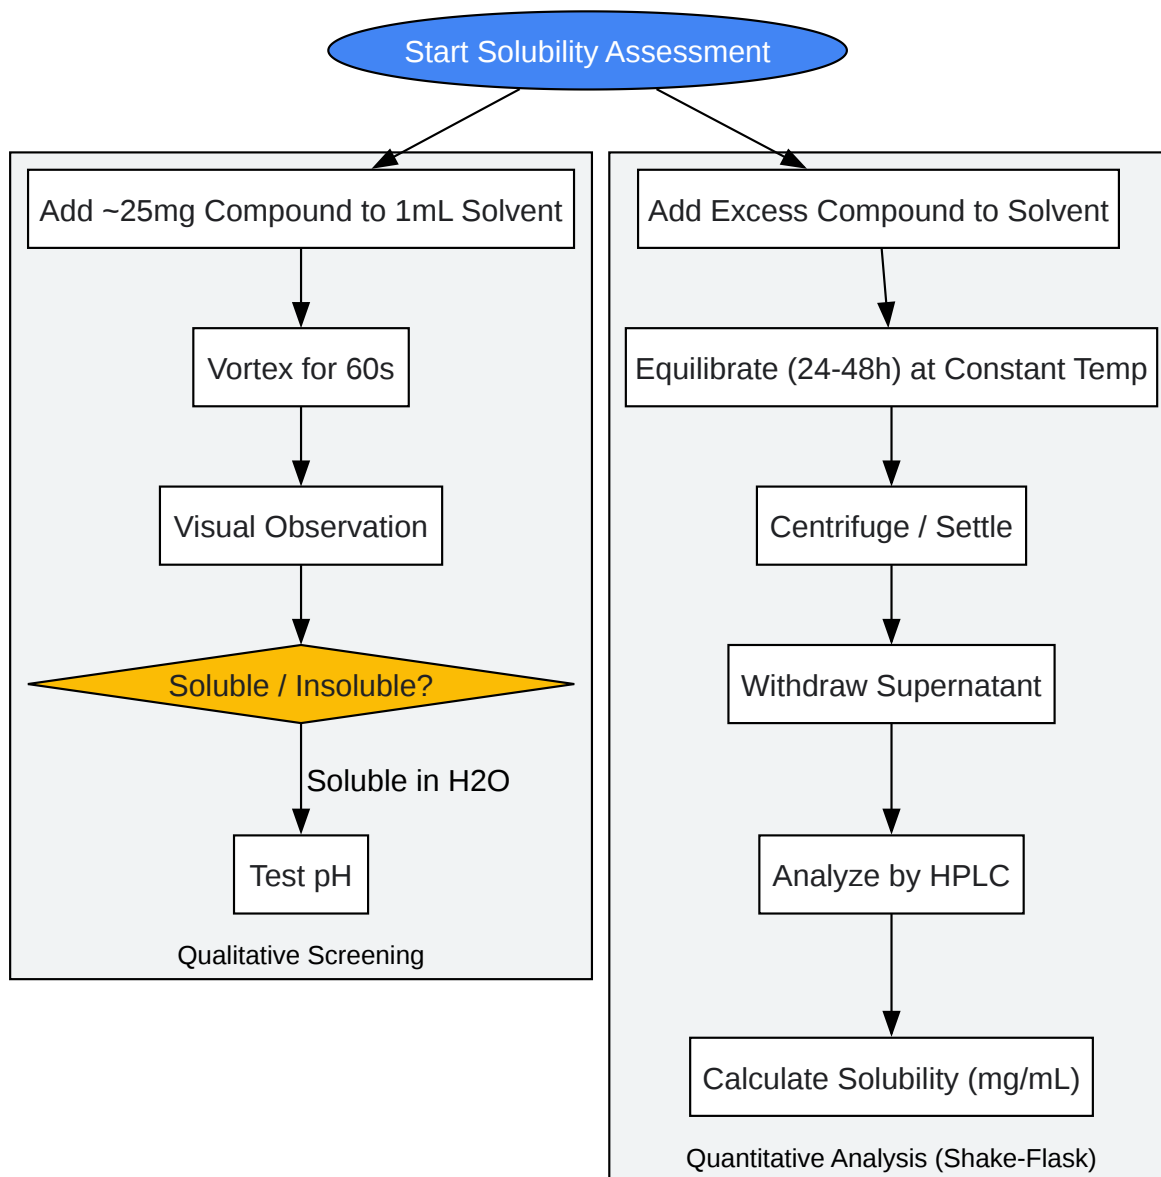 Start Solubility Assessment
Add ~25mg Compound to 1mL Solvent
Vortex for 60s
Visual Observation
Soluble / Insoluble?
Soluble in H2O
Test pH
Qualitative Screening
Add Excess Compound to Solvent
Equilibrate (24-48h) at Constant Temp
Centrifuge / Settle
Withdraw Supernatant
Analyze by HPLC
Calculate Solubility (mg/mL)
Quantitative Analysis (Shake-Flask)